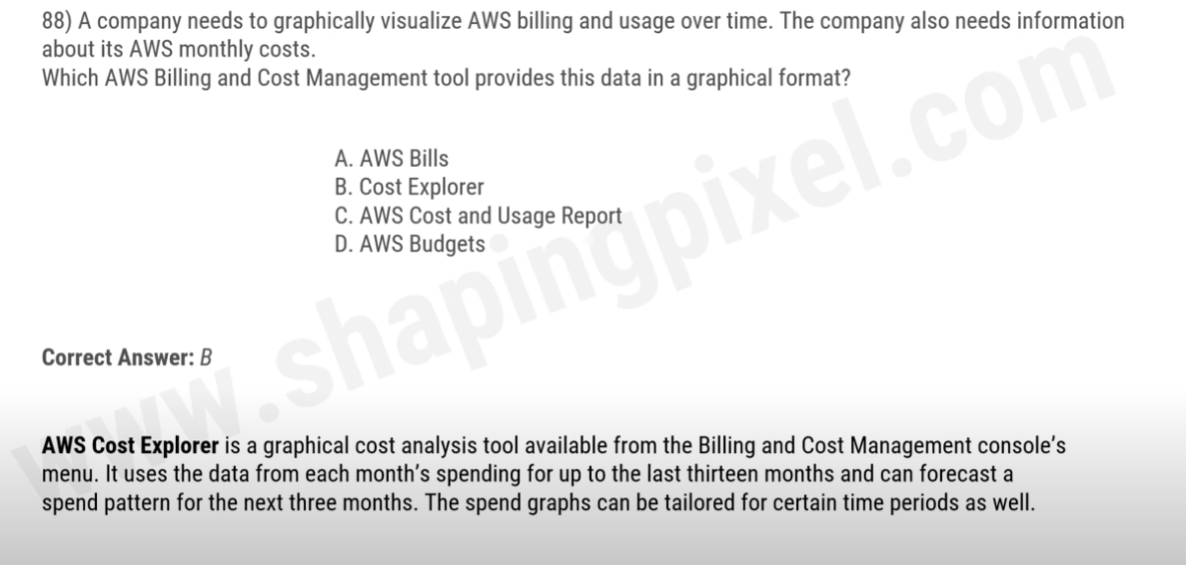 88) A company needs to graphically visualize AWS billing and usage over time. The company also needs information
about its AWS monthly costs.
Which AWS Billing and Cost Management tool provides this data in a graphical format?
A. AWS Bills
B. Cost Explorer
C. AWS Cost and Usage Report
D. AWS Budgets
www.shapingpixel.com
Correct Answer: B
AWS Cost Explorer is a graphical cost analysis tool available from the Billing and Cost Management console’s
menu. It uses the data from each month’s spending for up to the last thirteen months and can forecast a
spend pattern for the next three months. The spend graphs can be tailored for certain time periods as well.